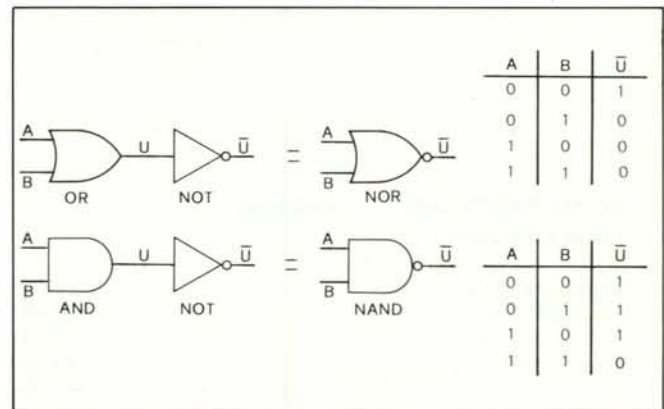 A B U̅
0 0 1
0 1 0
1 0 0
1 1 0
A
B
U
U̅
=
A
B
U̅
OR NOT NOR
A
B
U
U̅
=
A
B
U̅
AND NOT NAND
A B U̅
0 0 1
0 1 1
1 0 1
1 1 0